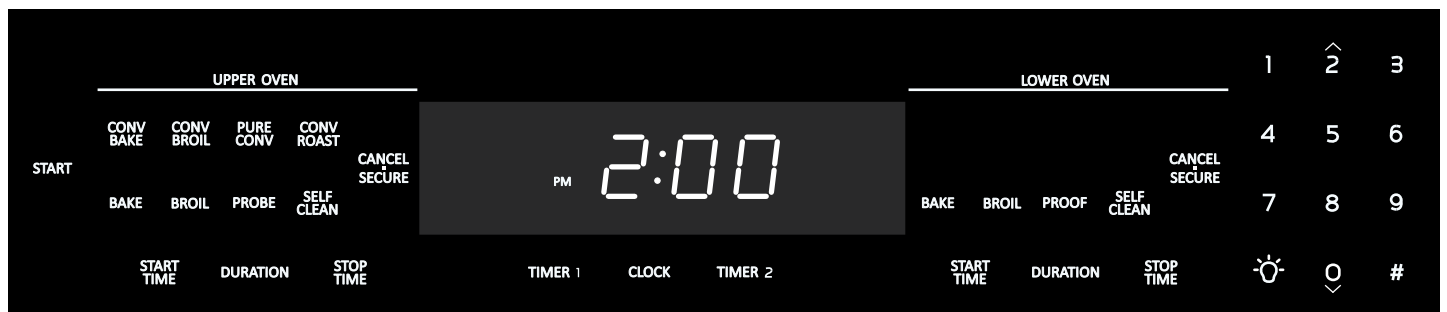 UPPER OVEN
CONV BAKE
CONV BROIL
PURE CONV
CONV ROAST
START
CANCEL
SECURE
BAKE
BROIL
PROBE
SELF CLEAN
START TIME
DURATION
STOP TIME
PM 2:00
TIMER 1
CLOCK
TIMER 2
LOWER OVEN
CANCEL
SECURE
BAKE
BROIL
PROOF
SELF CLEAN
START TIME
DURATION
STOP TIME
1 2 3
4 5 6
7 8 9
0 #